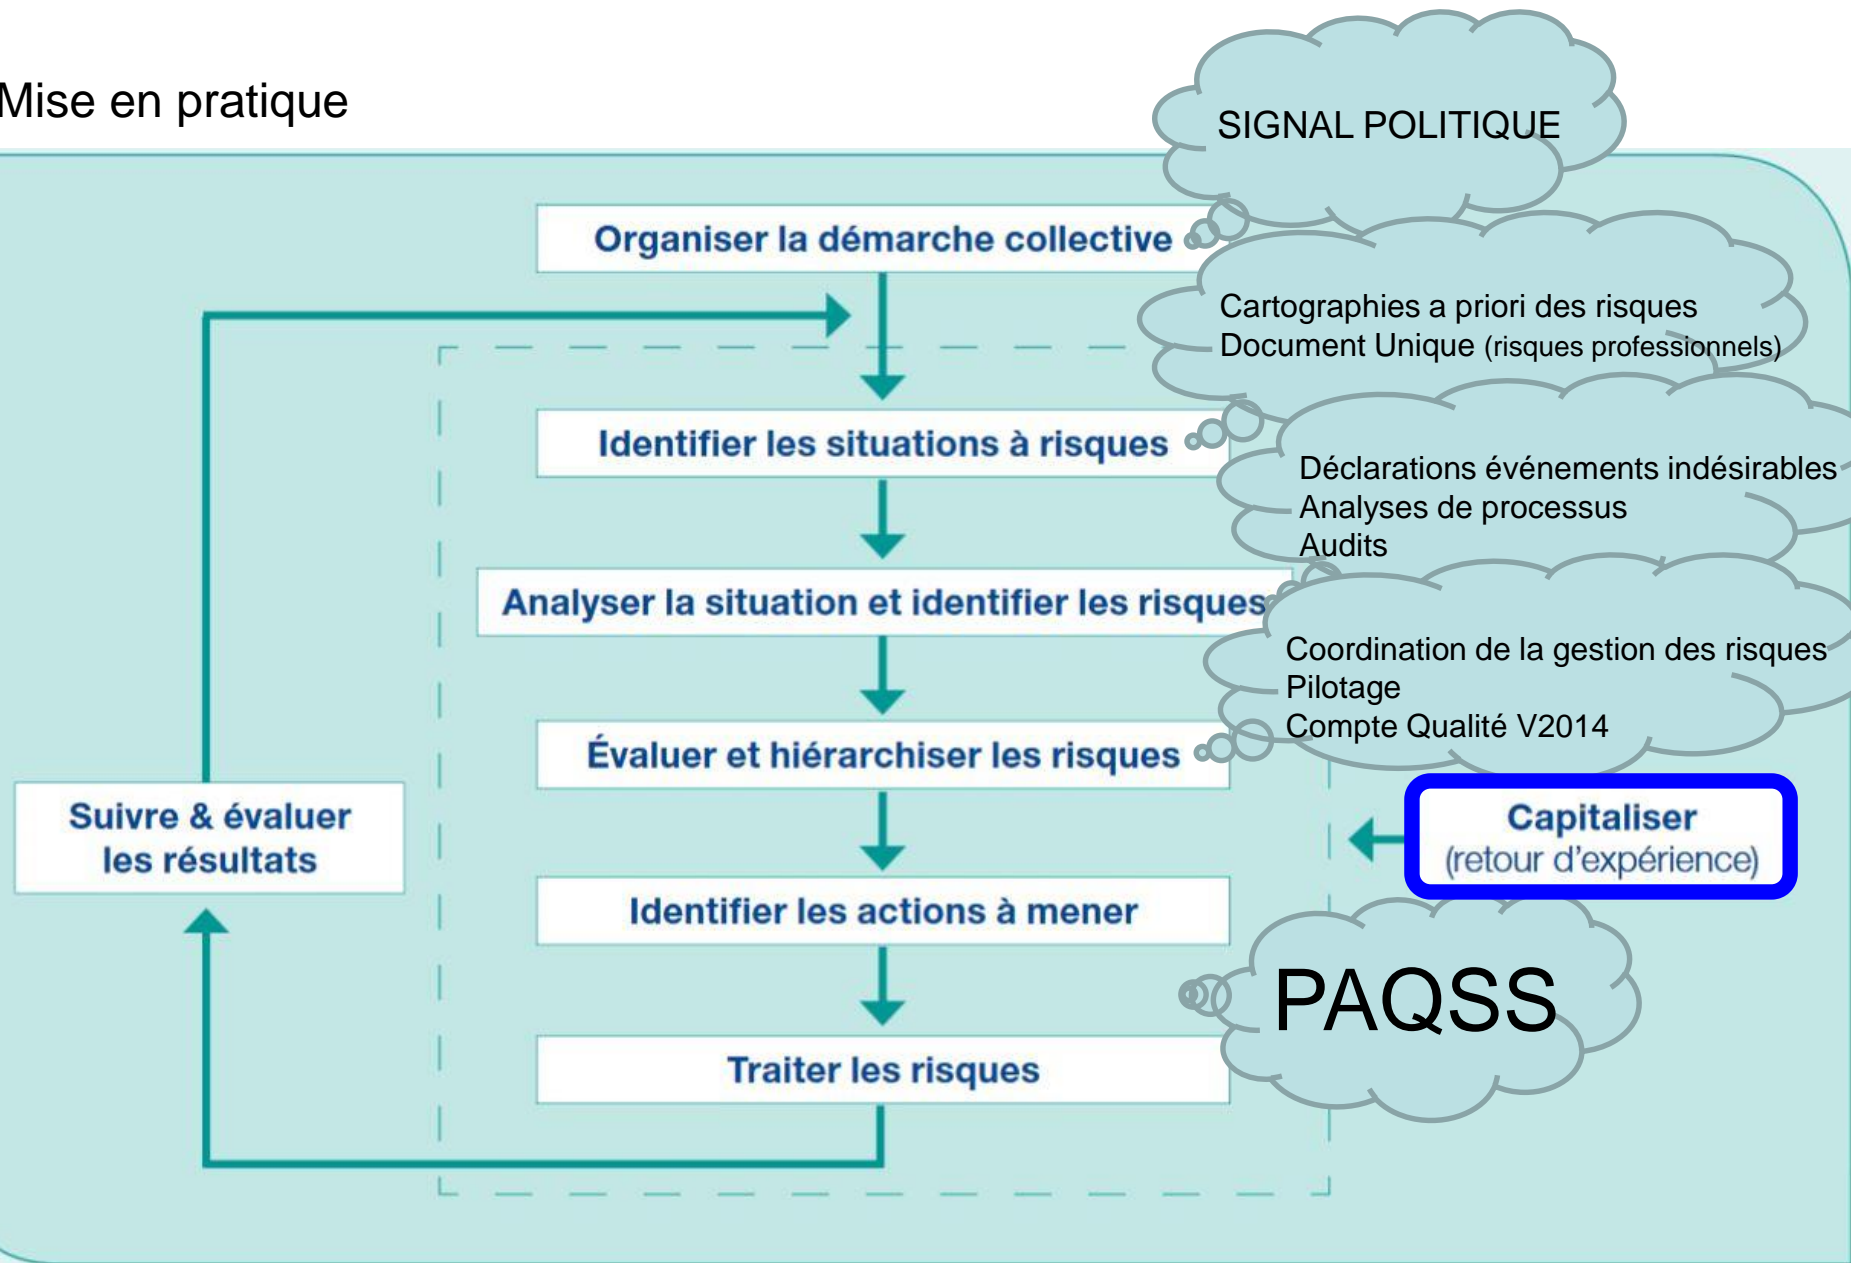 Mise en pratique
SIGNAL POLITIQUE
Organiser la démarche collective
Cartographies a priori des risques
Document Unique (risques professionnels)
Identifier les situations à risques
Déclarations événements indésirables
Analyses de processus
Audits
Analyser la situation et identifier les risques
Coordination de la gestion des risques
Pilotage
Compte Qualité V2014
Évaluer et hiérarchiser les risques
Suivre & évaluer
les résultats
Capitaliser
(retour d'expérience)
Identifier les actions à mener
PAQSS
Traiter les risques